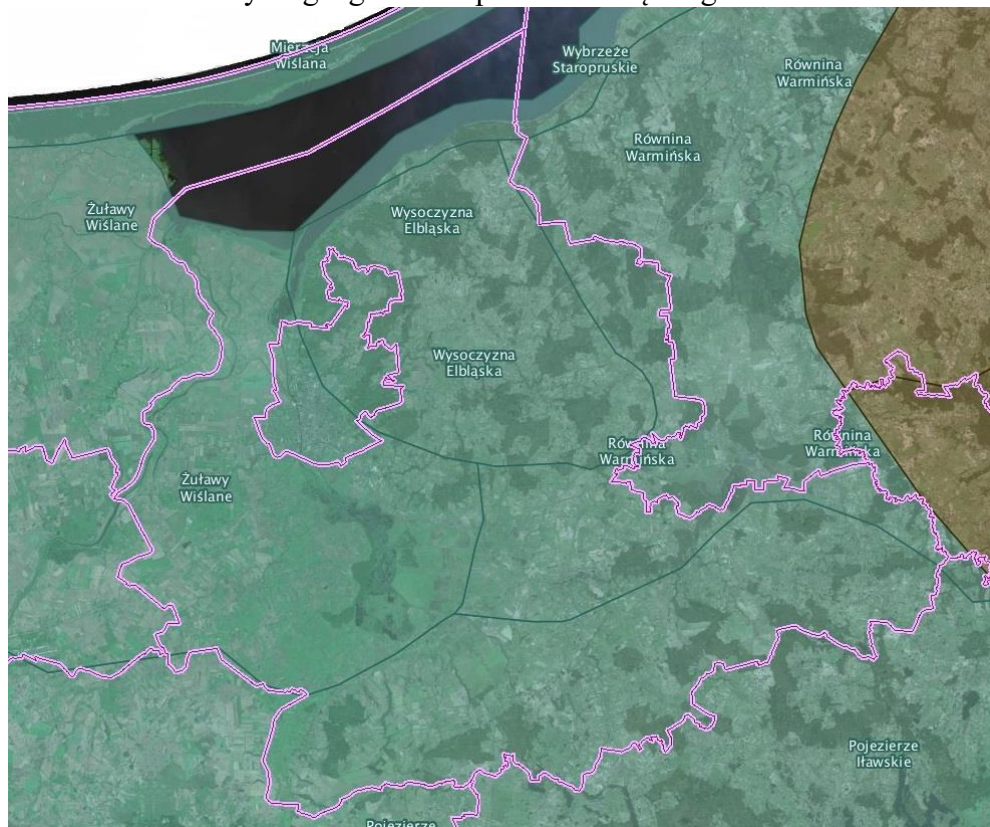 Mierzeja
Wiślana
Wybrzeże
Staropruskie
Równina
Warmińska
Równina
Warmińska
Żuławy
Wiślane
Wysoczyzna
Elbląska
Wysoczyzna
Elbląska
Równina
Warmińska
Równina
Warmińska
Żuławy
Wiślane
Pojezierze
Iławskie
Pojezierze